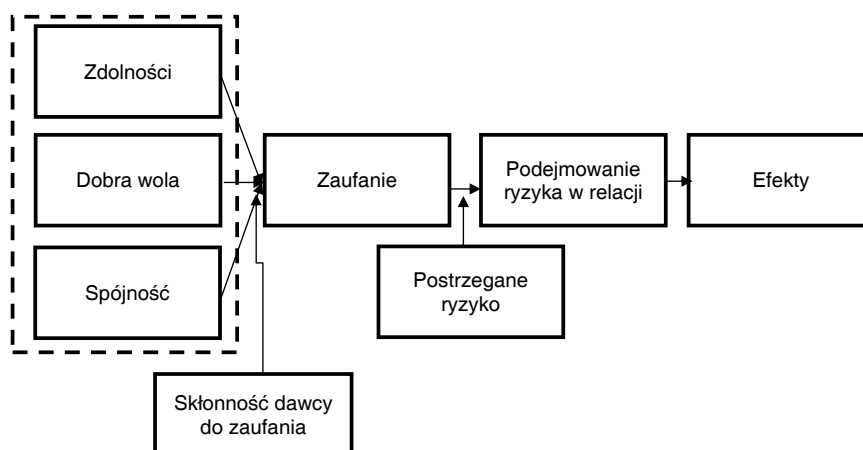 Zdolności
Dobra wola
Spójność
Zaufanie
Podejmowanie
ryzyka w relacji
Efekty
Postrzegane
ryzyko
Skłonność dawcy
do zaufania